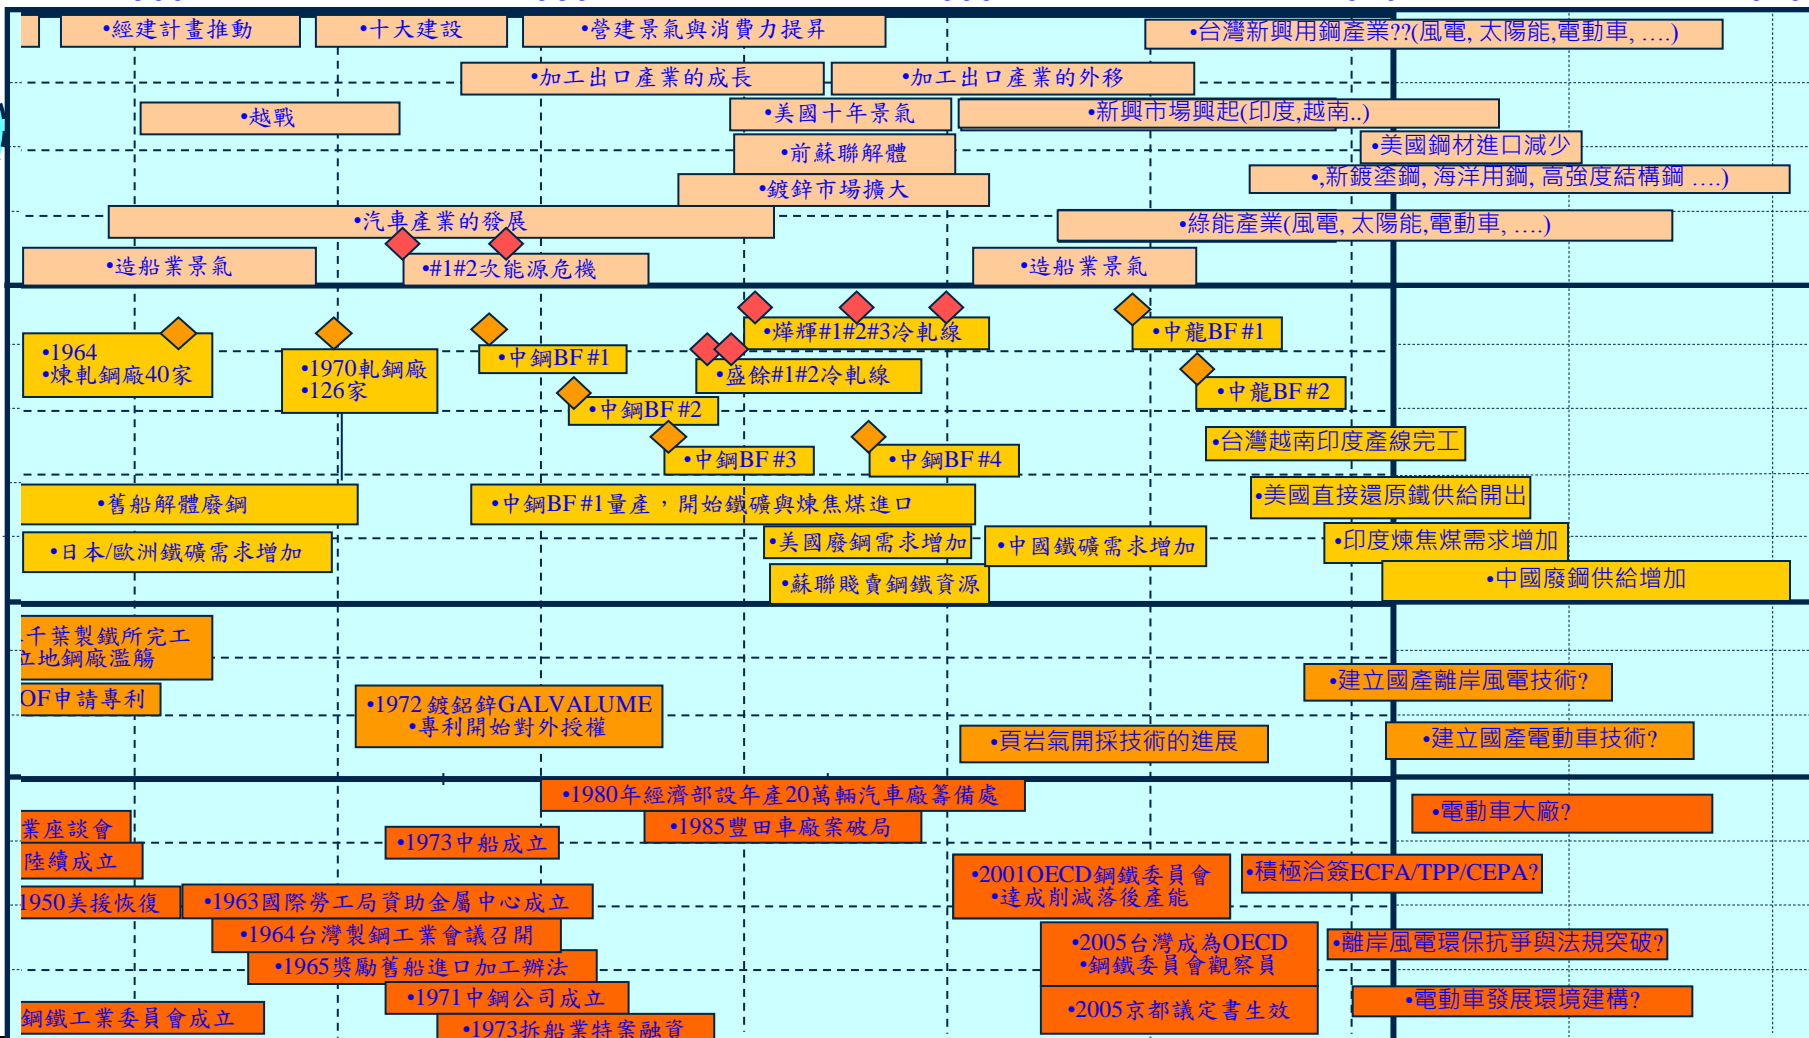 •經建計畫推動
•十大建設
•營建景氣與消費力提昇
•台灣新興用鋼產業??(風電, 太陽能,電動車, ….)
•加工出口產業的成長
•加工出口產業的外移
•越戰
•美國十年景氣
•新興市場興起(印度,越南..)
•前蘇聯解體
•美國鋼材進口減少
•鍍鋅市場擴大
•,新鍍塗鋼, 海洋用鋼, 高強度結構鋼 ….)
•汽車產業的發展
•綠能產業(風電, 太陽能,電動車, ….)
•造船業景氣
•#1#2次能源危機
•造船業景氣
•1964
•煉軋鋼廠40家
•1970軋鋼廠
•126家
•中鋼BF#1
•燁輝#1#2#3冷軋線
•中龍BF#1
•盛餘#1#2冷軋線
•中鋼BF#2
•中龍BF#2
•中鋼BF#3
•中鋼BF#4
•台灣越南印度產線完工
•舊船解體廢鋼
•中鋼BF#1量產，開始鐵礦與煉焦煤進口
•美國直接還原鐵供給開出
•日本/歐洲鐵礦需求增加
•美國廢鋼需求增加
•中國鐵礦需求增加
•印度煉焦煤需求增加
•蘇聯賤賣鋼鐵資源
•中國廢鋼供給增加
千葉製鐵所完工
立地鋼廠濫觴
OF申請專利
•1972鍍鋁鋅GALVALUME
•專利開始對外授權
•建立國產離岸風電技術?
•頁岩氣開採技術的進展
•建立國產電動車技術?
•1980年經濟部設年產20萬輛汽車廠籌備處
業座談會
•1985豐田車廠案破局
•電動車大廠?
陸續成立
•1973中船成立
•2001OECD鋼鐵委員會
•達成削減落後產能
•積極洽簽ECFA/TPP/CEPA?
1950美援恢復
•1963國際勞工局資助金屬中心成立
•1964台灣製鋼工業會議召開
•2005台灣成為OECD
•鋼鐵委員會觀察員
•離岸風電環保抗爭與法規突破?
•1965獎勵舊船進口加工辦法
•1971中鋼公司成立
•2005京都議定書生效
•電動車發展環境建構?
鋼鐵工業委員會成立
•1973拆船業特案融資